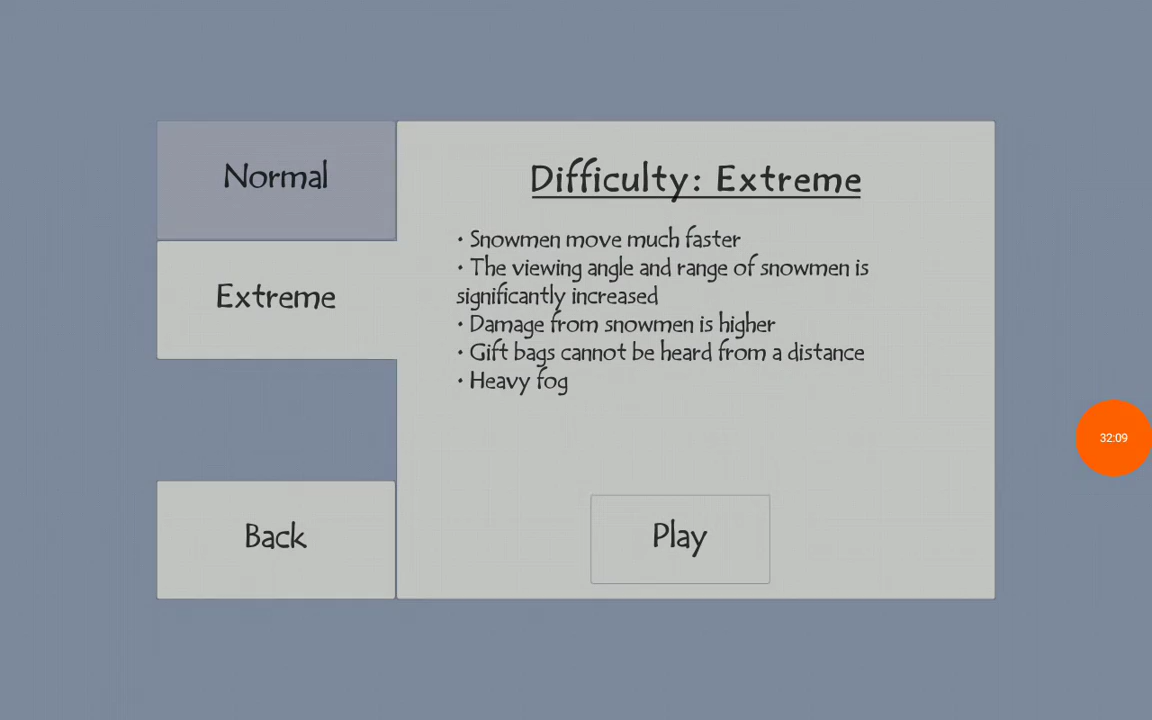 Normal
Extreme
Back
Difficulty: Extreme
• Snowmen move much faster
• The viewing angle and range of snowmen is
significantly increased
• Damage from snowmen is higher
• Gift bags cannot be heard from a distance
• Heavy fog
Play
32:09